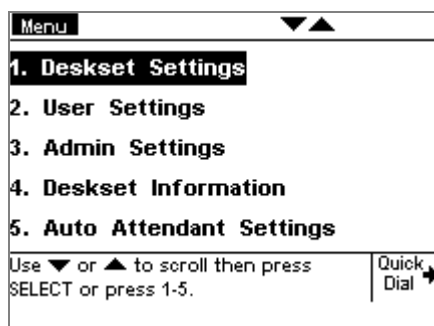 Menu ▼▲
1. Deskset Settings
2. User Settings
3. Admin Settings
4. Deskset Information
5. Auto Attendant Settings
Use ▼ or ▲ to scroll then press
SELECT or press 1-5.
Quick
Dial